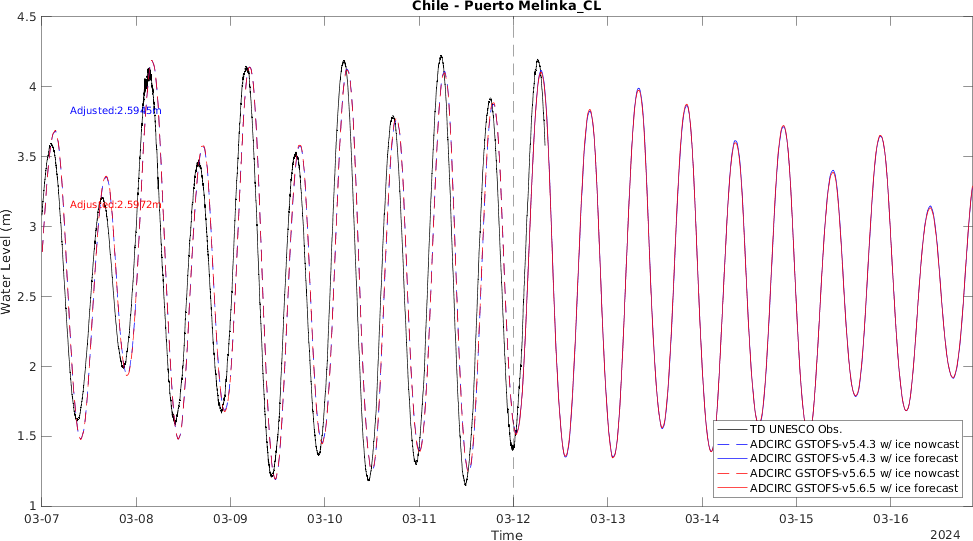 Chile - Puerto Melinka_CL
4.5
4
3.5
3
2.5
2
1.5
1
Water Level (m)
Adjusted:2.5945m
Adjusted:2.5972m
TD UNESCO Obs.
ADCIRC GSTOFS-v5.4.3 w/ ice nowcast
ADCIRC GSTOFS-v5.4.3 w/ ice forecast
ADCIRC GSTOFS-v5.6.5 w/ ice nowcast
ADCIRC GSTOFS-v5.6.5 w/ ice forecast
03-07 03-08 03-09 03-10 03-11 03-12 03-13 03-14 03-15 03-16
Time
2024